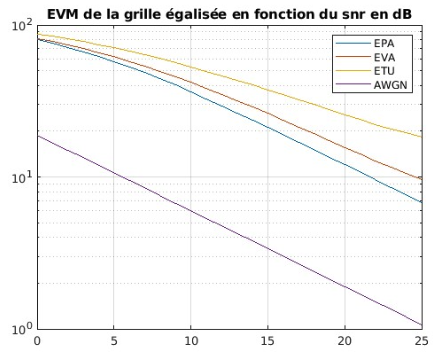 EVM de la grille égalisée en fonction du snr en dB
10²
EPA
EVA
ETU
AWGN
10¹
10⁰
0 5 10 15 20 25